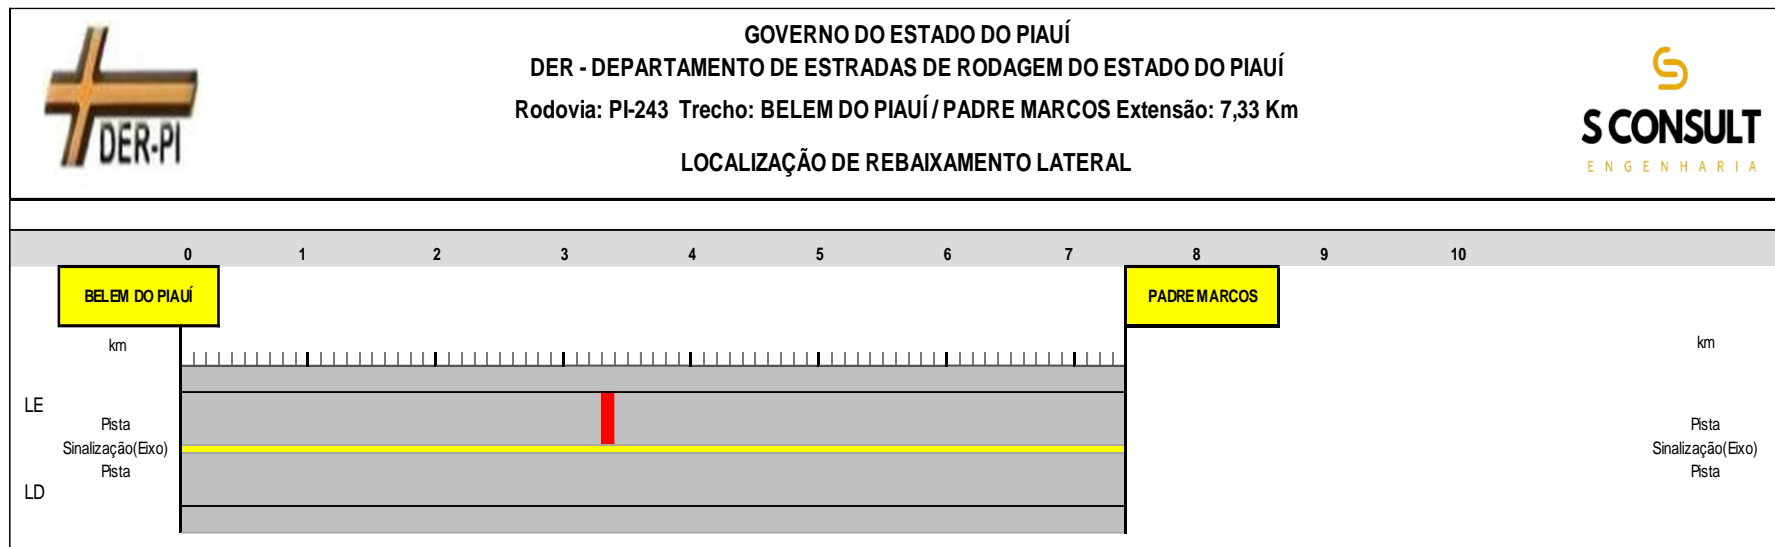 GOVERNO DO ESTADO DO PIAUÍ
DER - DEPARTAMENTO DE ESTRADAS DE RODAGEM DO ESTADO DO PIAUÍ
Rodovia: PI-243 Trecho: BELEM DO PIAUÍ / PADRE MARCOS Extensão: 7,33 Km
LOCALIZAÇÃO DE REBAIXAMENTO LATERAL
DER-PI
S CONSULT
ENGENHARIA
0 1 2 3 4 5 6 7 8 9 10
BELEM DO PIAUÍ PADRE MARCOS
km km
LE
Pista Pista
Sinalização(Eixo) Sinalização(Eixo)
Pista Pista
LD